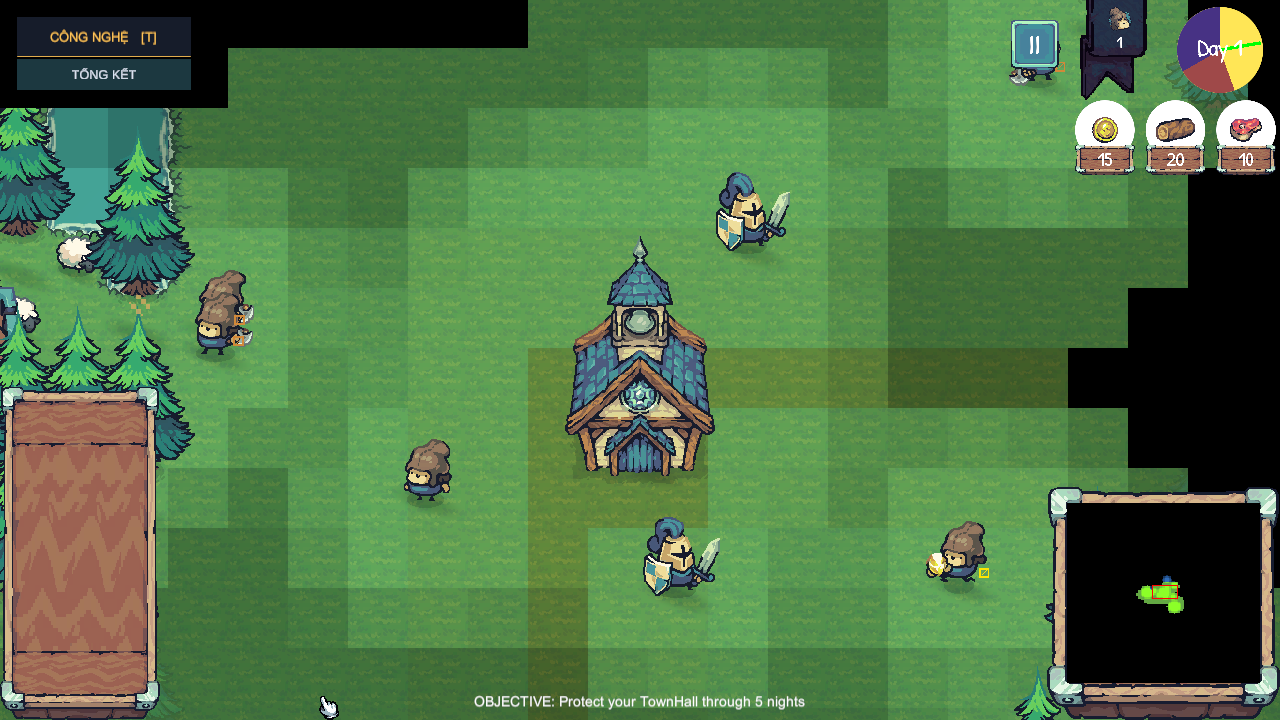 CÔNG NGHỆ [T]
TỔNG KẾT
1
Day 1
15
20
10
OBJECTIVE: Protect your TownHall through 5 nights